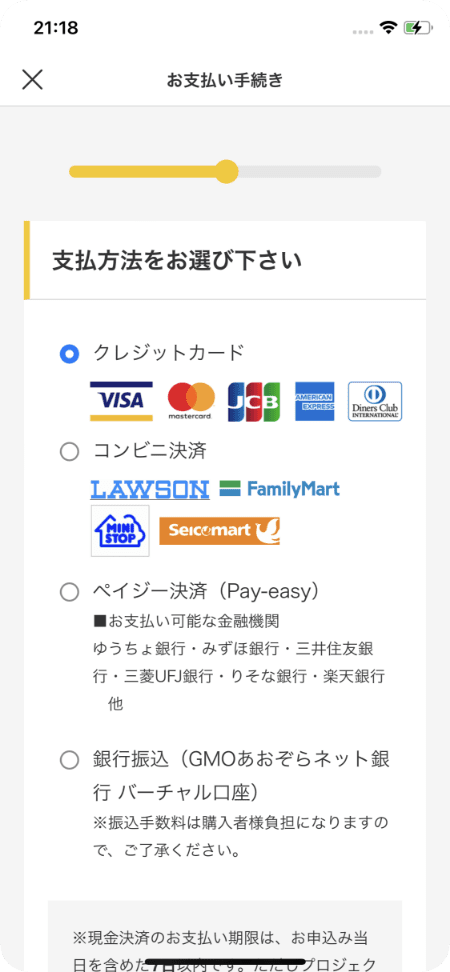 21:18
お支払い手続き
支払方法をお選び下さい
クレジットカード
VISA mastercard JCB AMERICAN EXPRESS Diners Club INTERNATIONAL
コンビニ決済
LAWSON FamilyMart
MINI STOP Seicomart
ペイジー決済（Pay-easy）
■お支払い可能な金融機関
ゆうちょ銀行・みずほ銀行・三井住友銀
行・三菱UFJ銀行・りそな銀行・楽天銀行
他
銀行振込（GMOあおぞらネット銀
行 バーチャル口座）
※振込手数料は購入者様負担になりますの
で、ご了承ください。
※現金決済のお支払い期限は、お申込み当
日を含めた7日以内です。ただしプロジェク